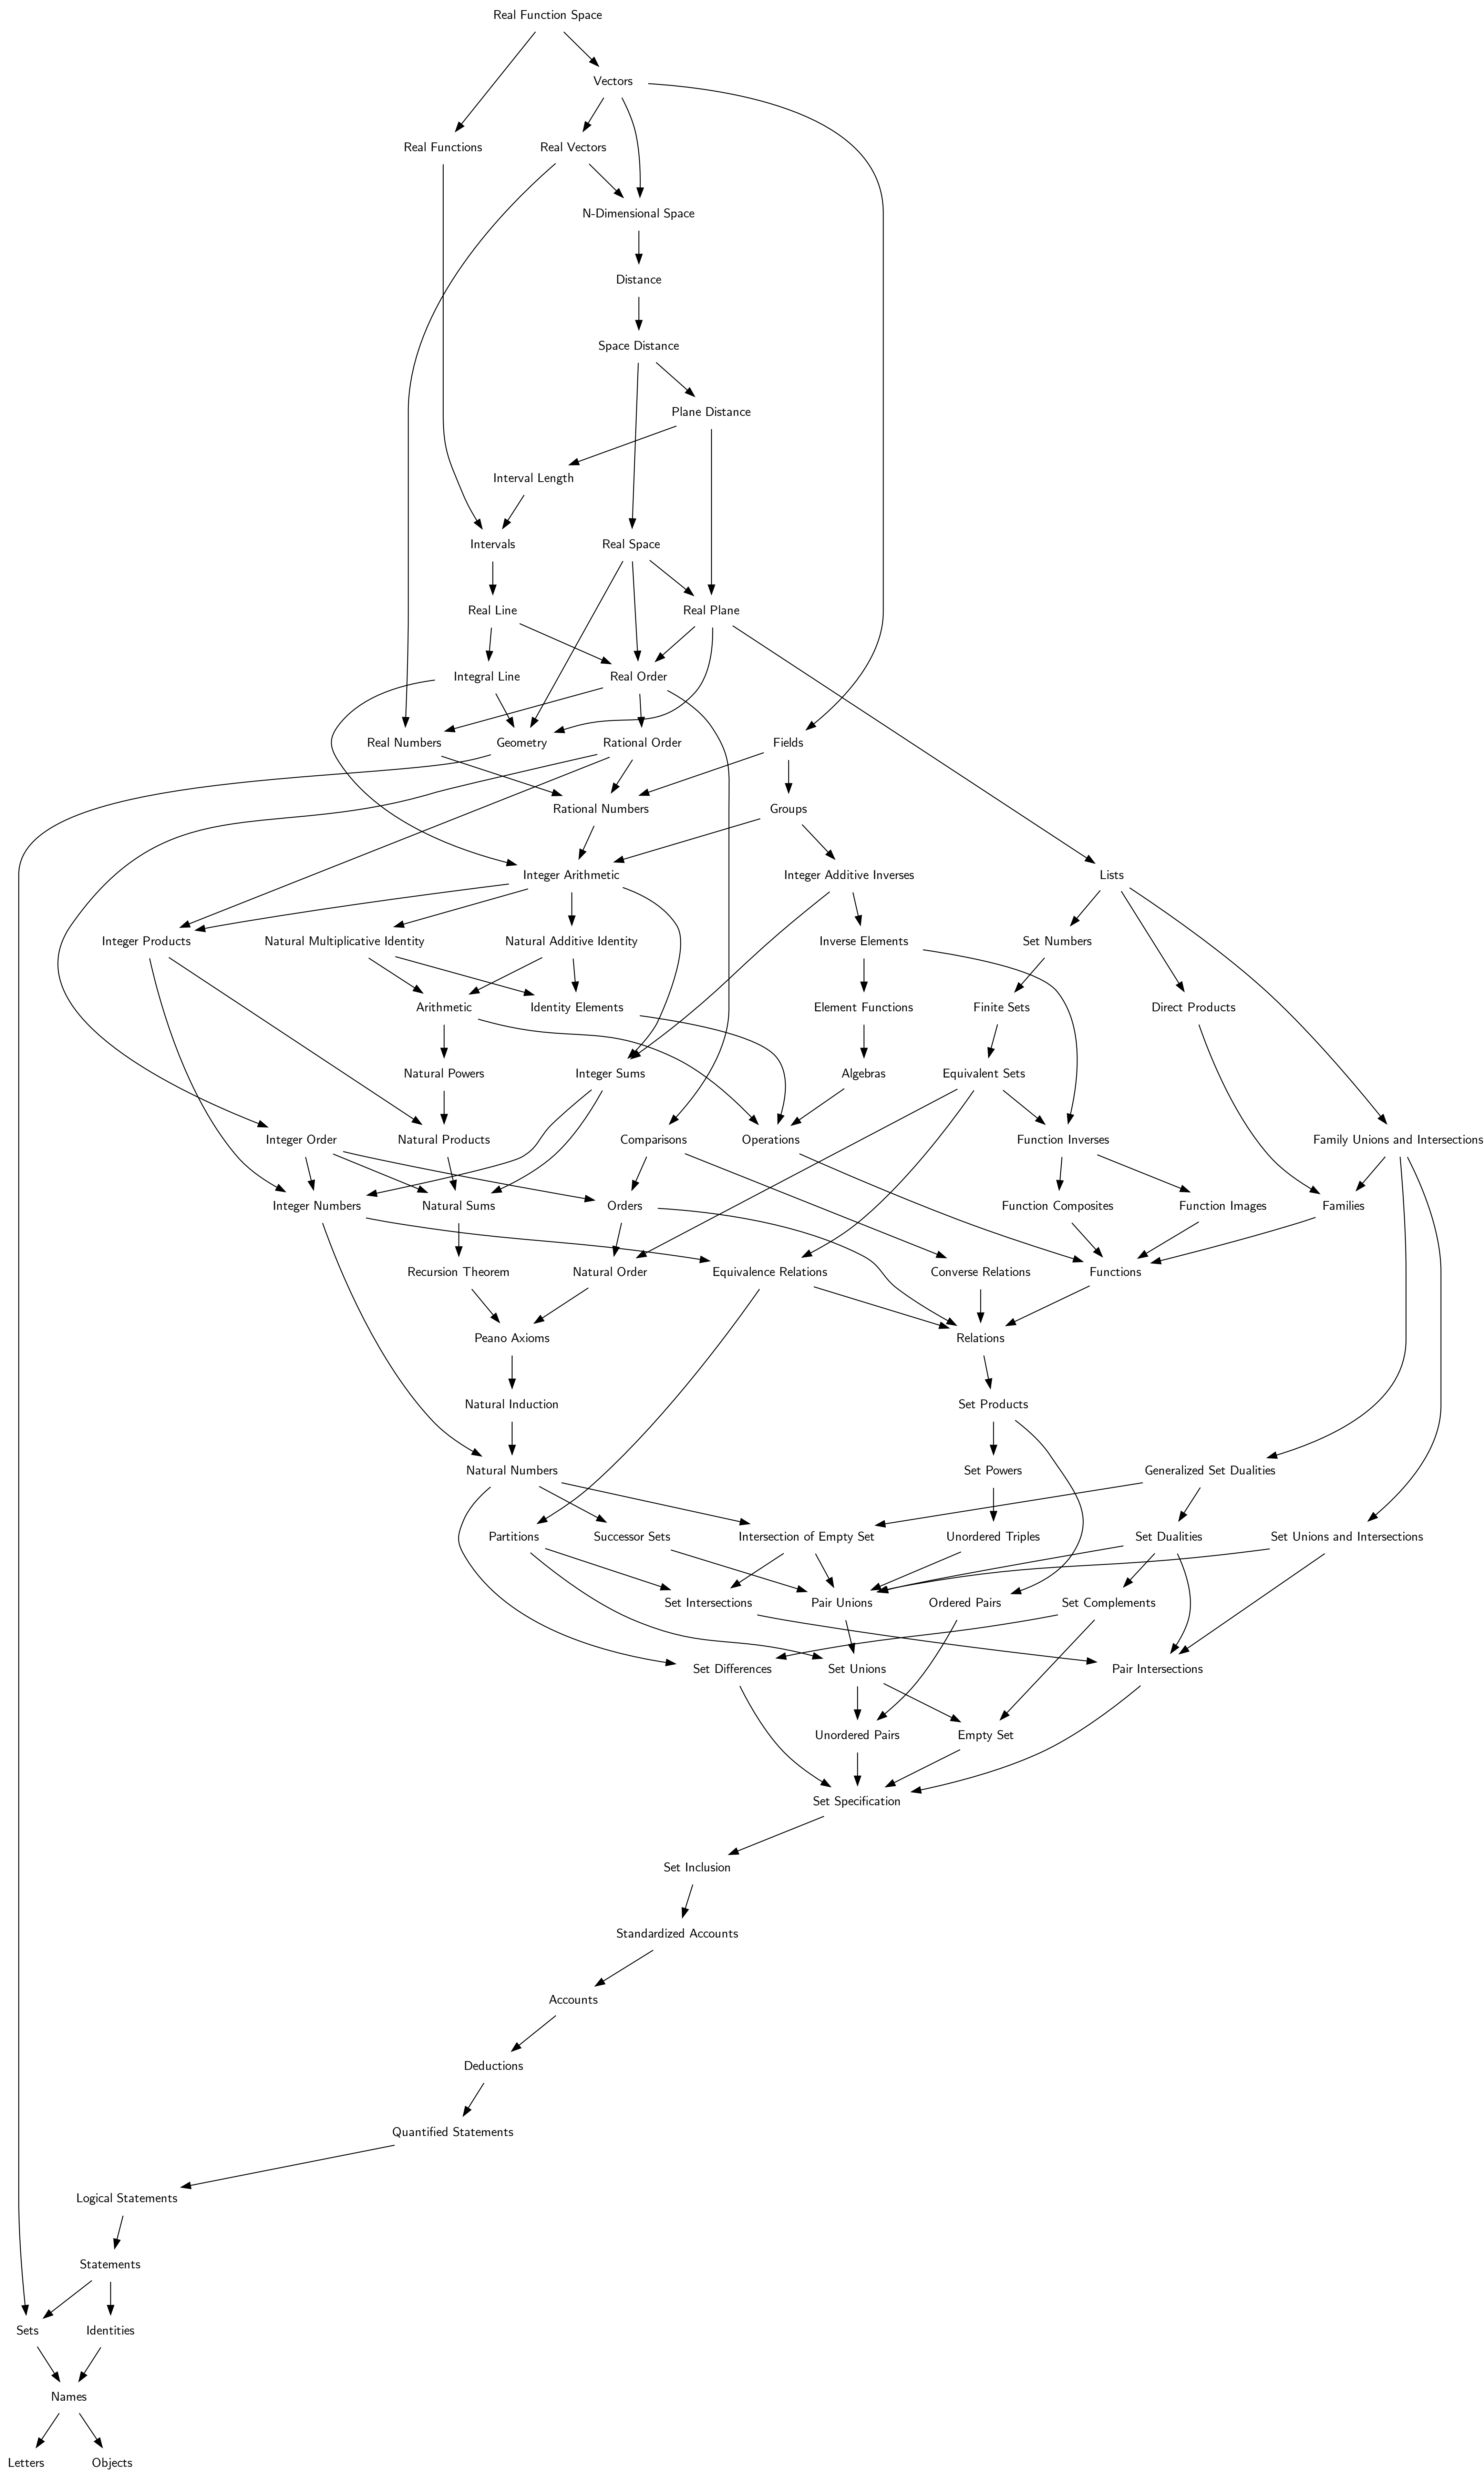 Real Function Space
Vectors
Real Functions
Real Vectors
N-Dimensional Space
Distance
Space Distance
Plane Distance
Interval Length
Intervals
Real Space
Real Line
Real Plane
Integral Line
Real Order
Real Numbers
Geometry
Rational Order
Fields
Rational Numbers
Groups
Integer Arithmetic
Integer Additive Inverses
Lists
Integer Products
Natural Multiplicative Identity
Natural Additive Identity
Inverse Elements
Set Numbers
Arithmetic
Identity Elements
Element Functions
Finite Sets
Direct Products
Natural Powers
Integer Sums
Algebras
Equivalent Sets
Integer Order
Natural Products
Comparisons
Operations
Function Inverses
Family Unions and Intersections
Integer Numbers
Natural Sums
Orders
Function Composites
Function Images
Families
Recursion Theorem
Natural Order
Equivalence Relations
Converse Relations
Functions
Peano Axioms
Relations
Natural Induction
Set Products
Natural Numbers
Set Powers
Generalized Set Dualities
Partitions
Successor Sets
Intersection of Empty Set
Unordered Triples
Set Dualities
Set Unions and Intersections
Set Intersections
Pair Unions
Ordered Pairs
Set Complements
Set Differences
Set Unions
Pair Intersections
Unordered Pairs
Empty Set
Set Specification
Set Inclusion
Standardized Accounts
Accounts
Deductions
Quantified Statements
Logical Statements
Statements
Sets
Identities
Names
Letters
Objects